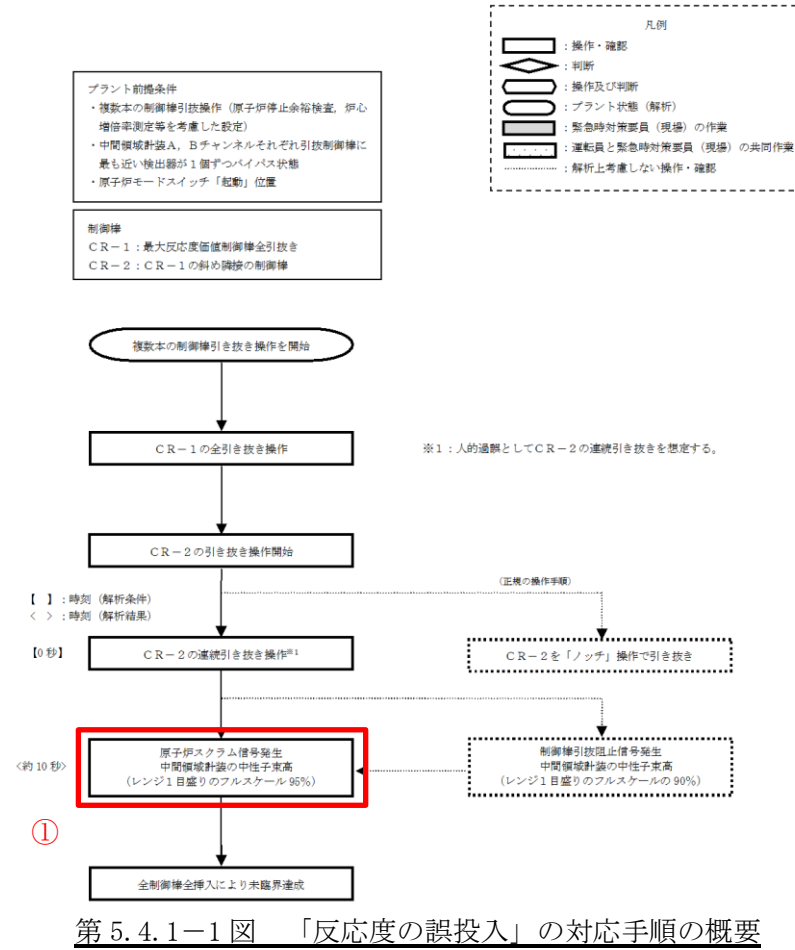 凡例
：操作・確認
：判断
：操作及び判断
：プラント状態（解析）
：緊急時対策要員（現場）の作業
：運転員と緊急時対策要員（現場）の共同作業
：解析上考慮しない操作・確認
プラント前提条件
・複数本の制御棒引抜操作（原子炉停止余裕検査，炉心
増倍率測定等を考慮した設定）
・中間領域計装Ａ，Ｂチャンネルそれぞれ引抜制御棒に
最も近い検出器が１個ずつバイパス状態
・原子炉モードスイッチ「起動」位置
制御棒
ＣＲ－１：最大反応度価値制御棒全引抜き
ＣＲ－２：ＣＲ－１の斜め隣接の制御棒
複数本の制御棒引き抜き操作を開始
ＣＲ－１の全引き抜き操作
※１：人的過誤としてＣＲ－２の連続引き抜きを想定する。
ＣＲ－２の引き抜き操作開始
（正規の操作手順）
【　】：時刻（解析条件）
＜　＞：時刻（解析結果）
【0 秒】
ＣＲ－２の連続引き抜き操作※1
ＣＲ－２を「ノッチ」操作で引き抜き
＜約 10 秒＞
原子炉スクラム信号発生
中間領域計装の中性子束高
（レンジ１目盛りのフルスケール 95％）
制御棒引抜阻止信号発生
中間領域計装の中性子束高
（レンジ１目盛りのフルスケールの 90％）
①
全制御棒全挿入により未臨界達成
第 5.4.1－1 図　「反応度の誤投入」の対応手順の概要